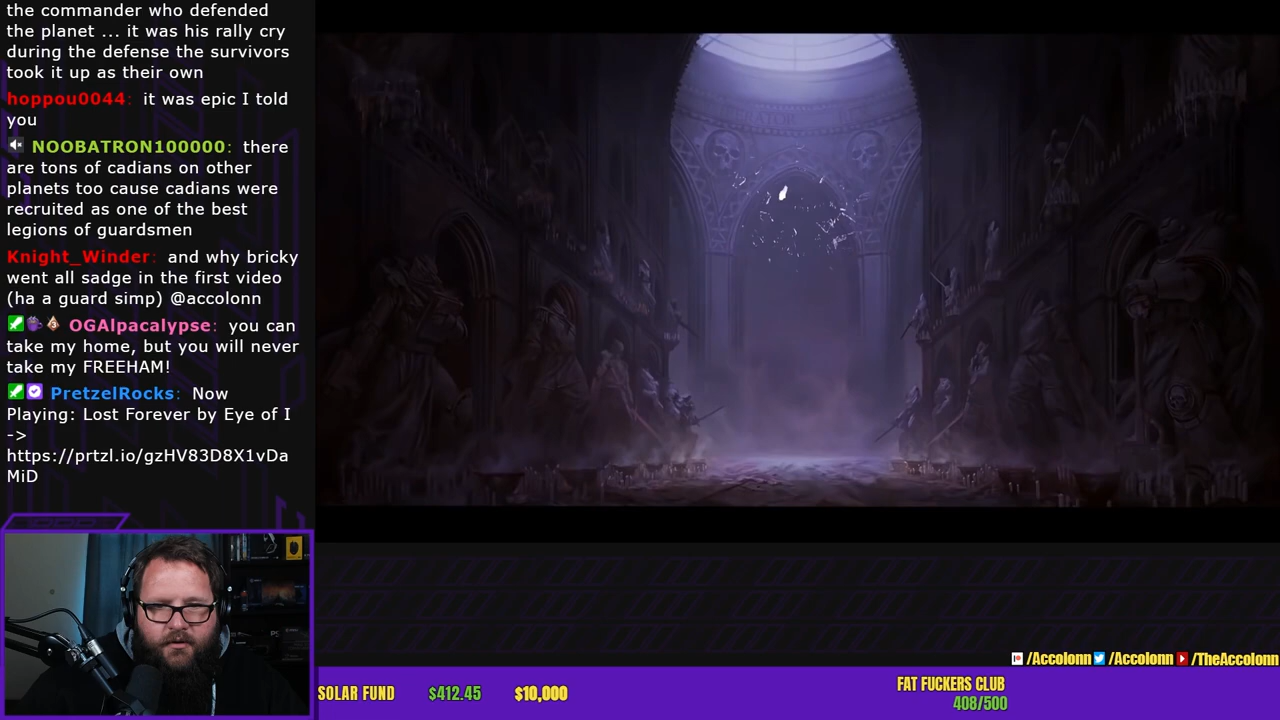 the commander who defended
the planet ... it was his rally cry
during the defense the survivors
took it up as their own
hoppou0044: it was epic I told
you
NOOBATRON100000: there
are tons of cadians on other
planets too cause cadians were
recruited as one of the best
legions of guardsmen
Knight_Winder: and why bricky
went all sadge in the first video
(ha a guard simp) @accolonn
OGAlpacalypse: you can
take my home, but you will never
take my FREEHAM!
PretzelRocks: Now
Playing: Lost Forever by Eye of I
->
https://prtzl.io/gzHV83D8X1vDa
MiD
/Accolonn /Accolonn /TheAccolonn
SOLAR FUND $412.45 $10,000
FAT FUCKERS CLUB
408/500